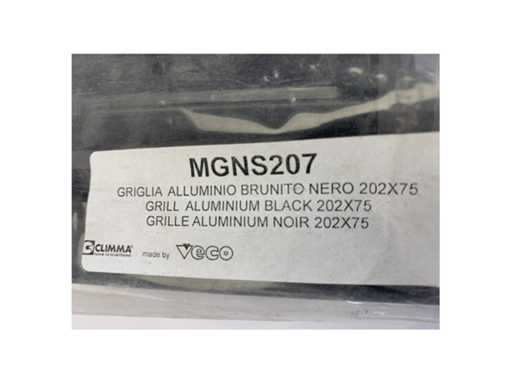 MGNS207
GRIGLIA ALLUMINIO BRUNITO NERO 202X75
GRILL ALUMINIUM BLACK 202X75
GRILLE ALUMINIUM NOIR 202X75
CLIMMA made by Veco